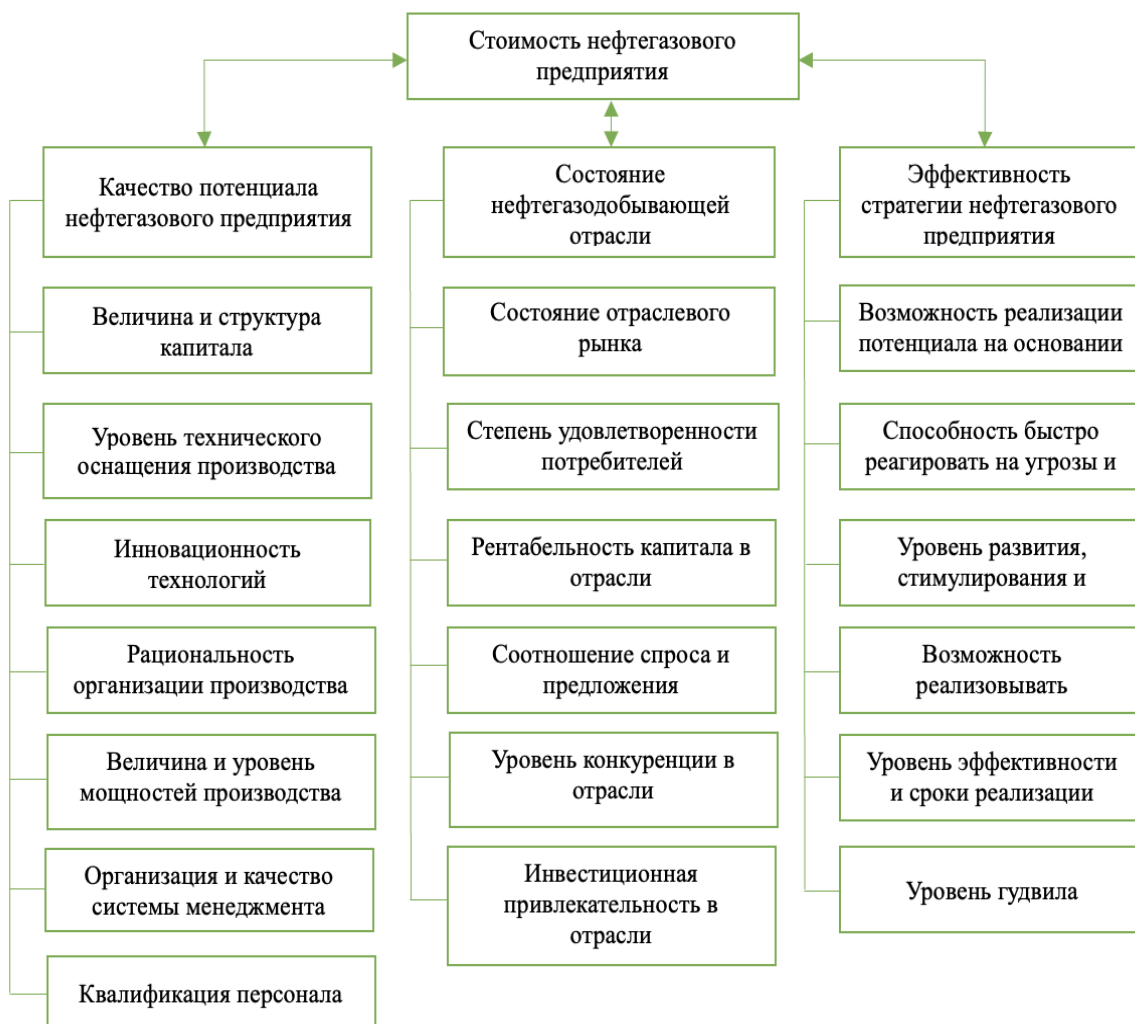 Стоимость нефтегазового
предприятия
Качество потенциала
нефтегазового предприятия
Величина и структура
капитала
Уровень технического
оснащения производства
Инновационность
технологий
Рациональность
организации производства
Величина и уровень
мощностей производства
Организация и качество
системы менеджмента
Квалификация персонала
Состояние
нефтегазодобывающей
отрасли
Состояние отраслевого
рынка
Степень удовлетворенности
потребителей
Рентабельность капитала в
отрасли
Соотношение спроса и
предложения
Уровень конкуренции в
отрасли
Инвестиционная
привлекательность в
отрасли
Эффективность
стратегии нефтегазового
предприятия
Возможность реализации
потенциала на основании
Способность быстро
реагировать на угрозы и
Уровень развития,
стимулирования и
Возможность
реализовывать
Уровень эффективности
и сроки реализации
Уровень гудвила